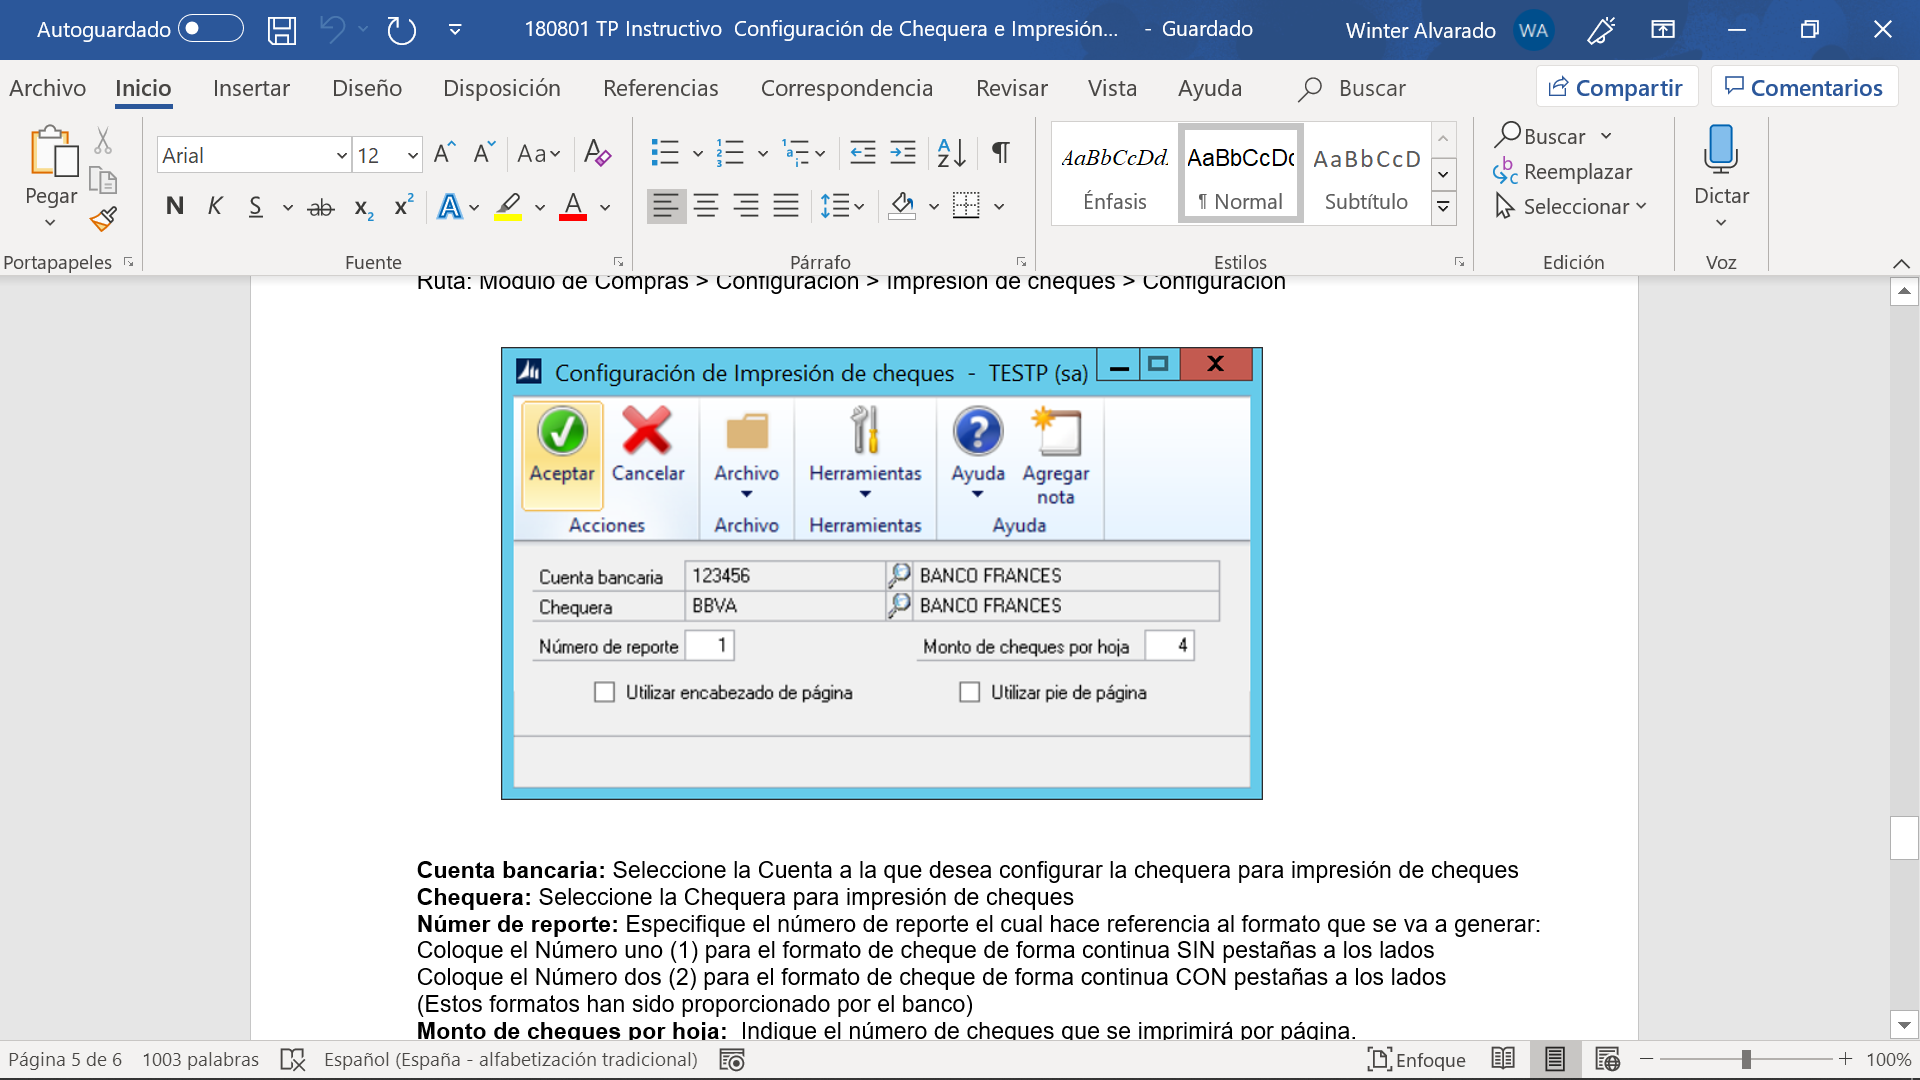 Autoguardado
180801 TP Instructivo  Configuración de Chequera e Impresión...  -  Guardado
Winter Alvarado
WA
Archivo Inicio Insertar Diseño Disposición Referencias Correspondencia Revisar Vista Ayuda Buscar
Compartir
Comentarios
Pegar
Portapapeles
Arial
12
Aa
N K S ab x₂ x² A A
Fuente
Párrafo
AaBbCcDd. AaBbCcDc AaBbCcD
Énfasis ¶ Normal Subtítulo
Estilos
Buscar
Reemplazar
Seleccionar
Edición
Dictar
Voz
Ruta: Módulo de Compras > Configuración > Impresión de cheques > Configuración
Configuración de Impresión de cheques  -  TESTP (sa)
Aceptar Cancelar Archivo Herramientas Ayuda Agregar nota
Acciones Archivo Herramientas Ayuda
Cuenta bancaria 123456 BANCO FRANCES
Chequera BBVA BANCO FRANCES
Número de reporte 1 Monto de cheques por hoja 4
Utilizar encabezado de página Utilizar pie de página
Cuenta bancaria: Seleccione la Cuenta a la que desea configurar la chequera para impresión de cheques
Chequera: Seleccione la Chequera para impresión de cheques
Númer de reporte: Especifique el número de reporte el cual hace referencia al formato que se va a generar:
Coloque el Número uno (1) para el formato de cheque de forma continua SIN pestañas a los lados
Coloque el Número dos (2) para el formato de cheque de forma continua CON pestañas a los lados
(Estos formatos han sido proporcionado por el banco)
Monto de cheques por hoja:  Indique el número de cheques que se imprimirá por página.
Página 5 de 6 1003 palabras Español (España - alfabetización tradicional) Enfoque 100%